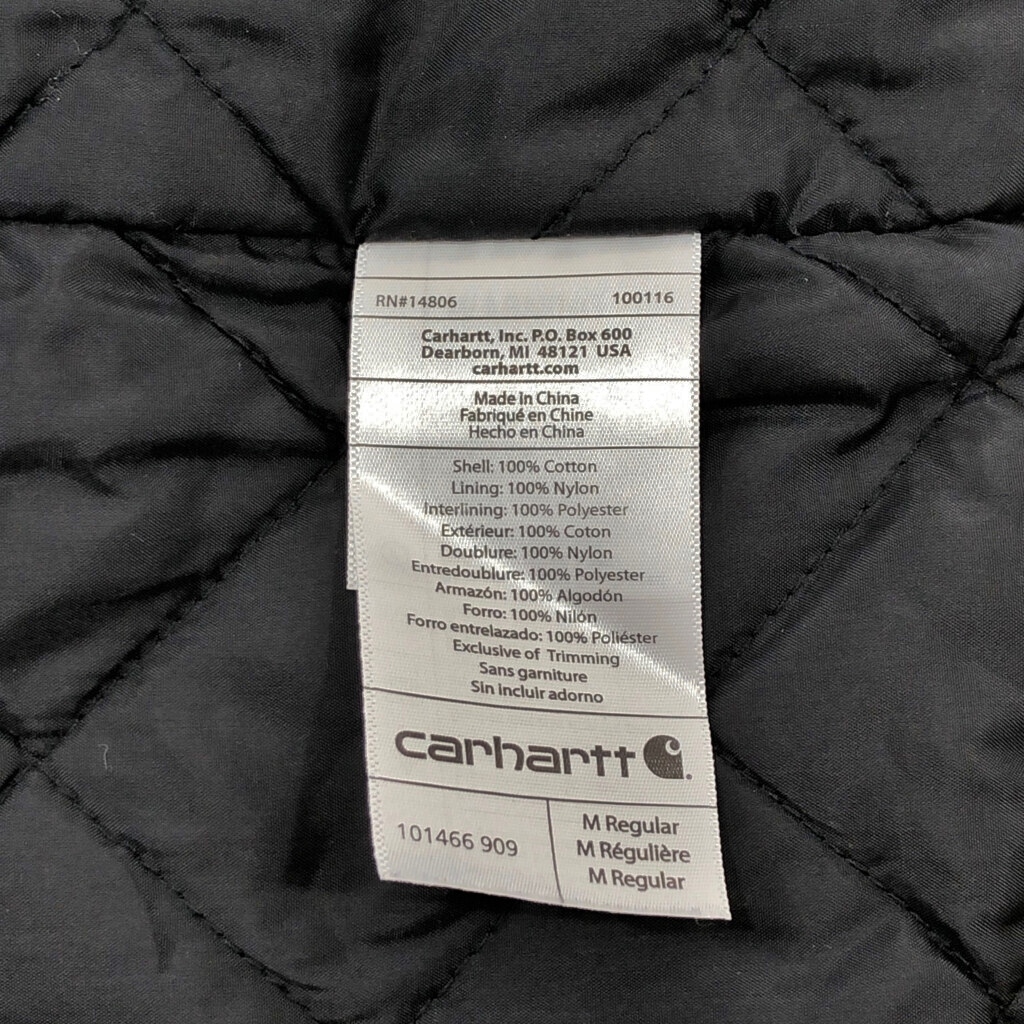 RN#14806 100116
Carhartt, Inc. P.O. Box 600
Dearborn, MI 48121 USA
carhartt.com
Made in China
Fabriqué en Chine
Hecho en China
Shell: 100% Cotton
Lining: 100% Nylon
Interlining: 100% Polyester
Extérieur: 100% Coton
Doublure: 100% Nylon
Entredoublure: 100% Polyester
Armazón: 100% Algodón
Forro: 100% Nilón
Forro entrelazado: 100% Poliéster
Exclusive of Trimming
Sans garniture
Sin incluir adorno
carhartt
101466 909
M Regular
M Régulière
M Regular